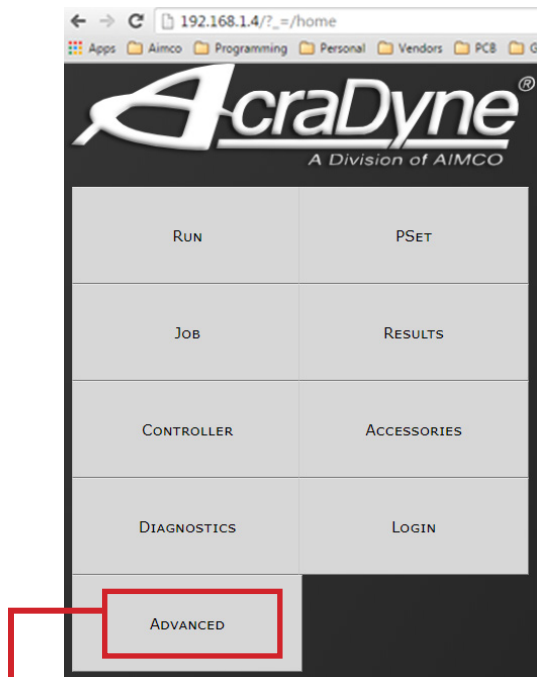 192.168.1.4/?_=/home
Apps Aimco Programming Personal Vendors PCB G
AcraDyne®
A Division of AIMCO
Run PSet
Job Results
Controller Accessories
Diagnostics Login
Advanced